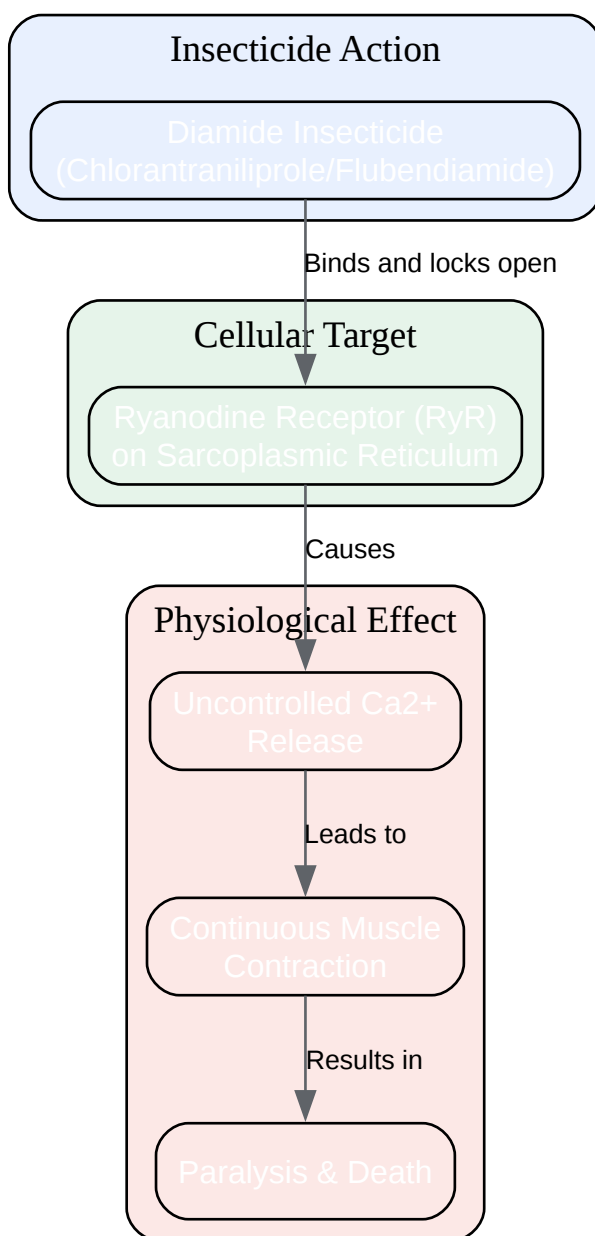 Insecticide Action
Diamide Insecticide
(Chlorantraniliprole/Flubendiamide)
Binds and locks open
Cellular Target
Ryanodine Receptor (RyR)
on Sarcoplasmic Reticulum
Causes
Physiological Effect
Uncontrolled Ca2+
Release
Leads to
Continuous Muscle
Contraction
Results in
Paralysis & Death